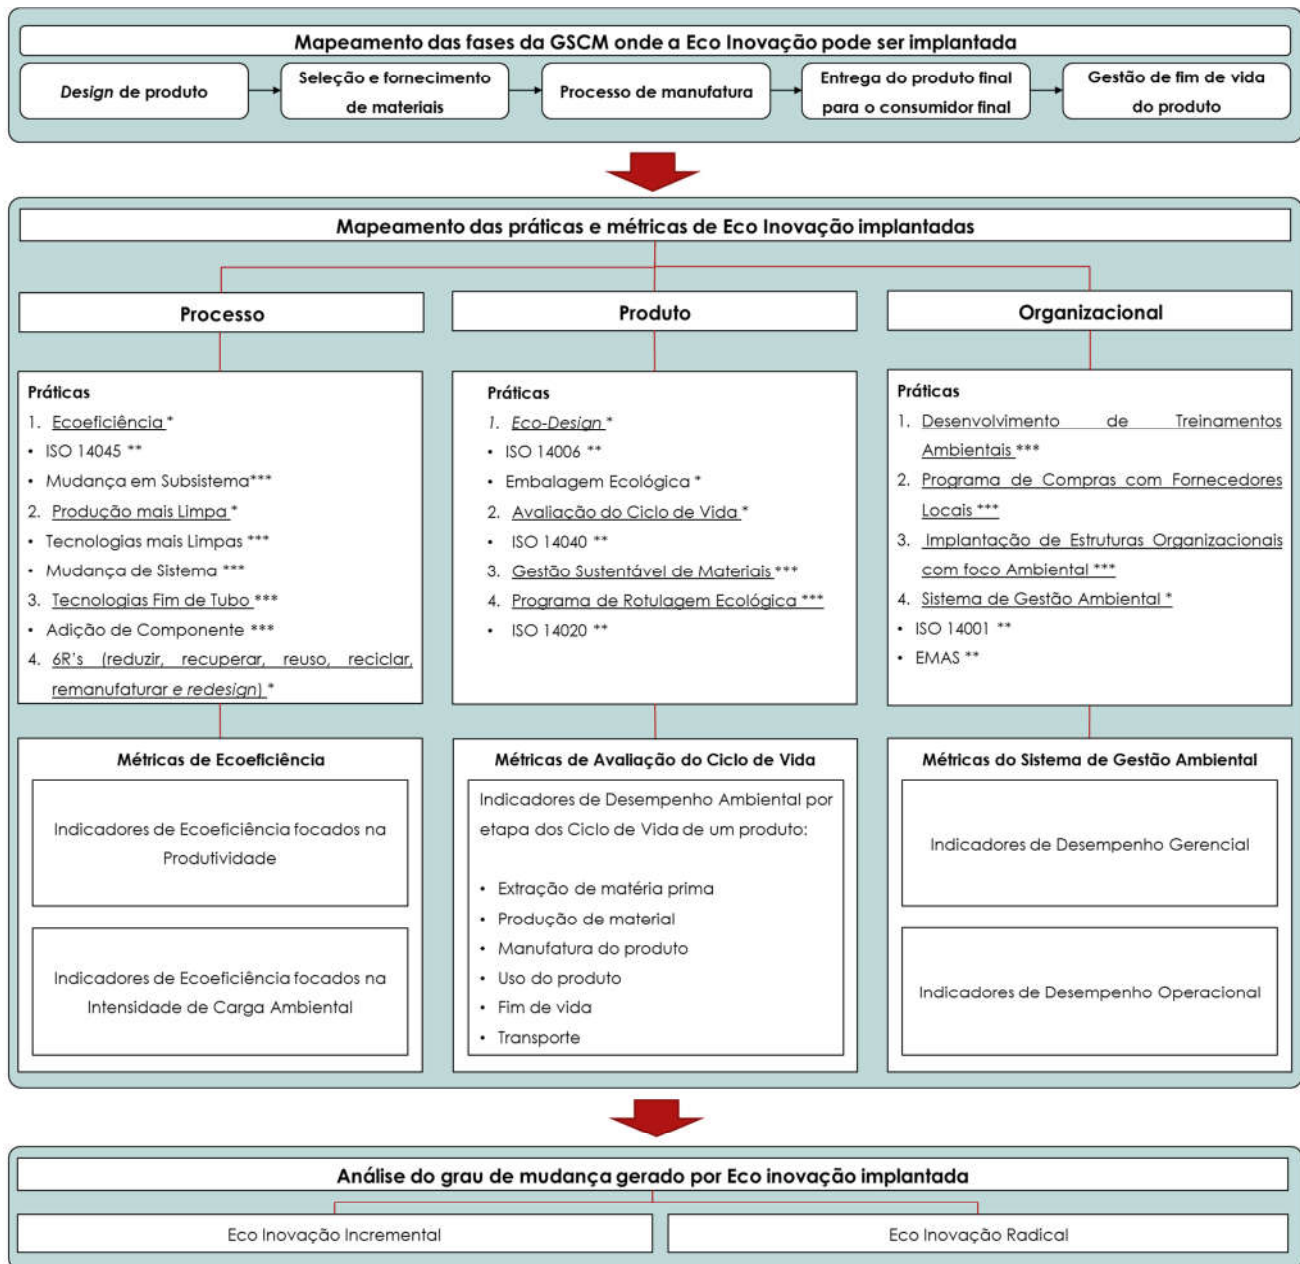 Mapeamento das fases da GSCM onde a Eco Inovação pode ser implantada
Design de produto
Seleção e fornecimento
de materiais
Processo de manufatura
Entrega do produto final
para o consumidor final
Gestão de fim de vida
do produto
Mapeamento das práticas e métricas de Eco Inovação implantadas
Processo
Práticas
1. Ecoeficiência *
• ISO 14045 **
• Mudança em Subsistema***
2. Produção mais Limpa *
• Tecnologias mais Limpas ***
• Mudança de Sistema ***
3. Tecnologias Fim de Tubo ***
• Adição de Componente ***
4. 6R's (reduzir, recuperar, reuso, reciclar,
remanufaturar e redesign) *
Métricas de Ecoeficiência
Indicadores de Ecoeficiência focados na
Produtividade
Indicadores de Ecoeficiência focados na
Intensidade de Carga Ambiental
Produto
Práticas
1. Eco-Design *
• ISO 14006 **
• Embalagem Ecológica *
2. Avaliação do Ciclo de Vida *
• ISO 14040 **
3. Gestão Sustentável de Materiais ***
4. Programa de Rotulagem Ecológica ***
• ISO 14020 **
Métricas de Avaliação do Ciclo de Vida
Indicadores de Desempenho Ambiental por
etapa dos Ciclo de Vida de um produto:
• Extração de matéria prima
• Produção de material
• Manufatura do produto
• Uso do produto
• Fim de vida
• Transporte
Organizacional
Práticas
1. Desenvolvimento de Treinamentos
Ambientais ***
2. Programa de Compras com Fornecedores
Locais ***
3. Implantação de Estruturas Organizacionais
com foco Ambiental ***
4. Sistema de Gestão Ambiental *
• ISO 14001 **
• EMAS **
Métricas do Sistema de Gestão Ambiental
Indicadores de Desempenho Gerencial
Indicadores de Desempenho Operacional
Análise do grau de mudança gerado por Eco inovação implantada
Eco Inovação Incremental
Eco Inovação Radical